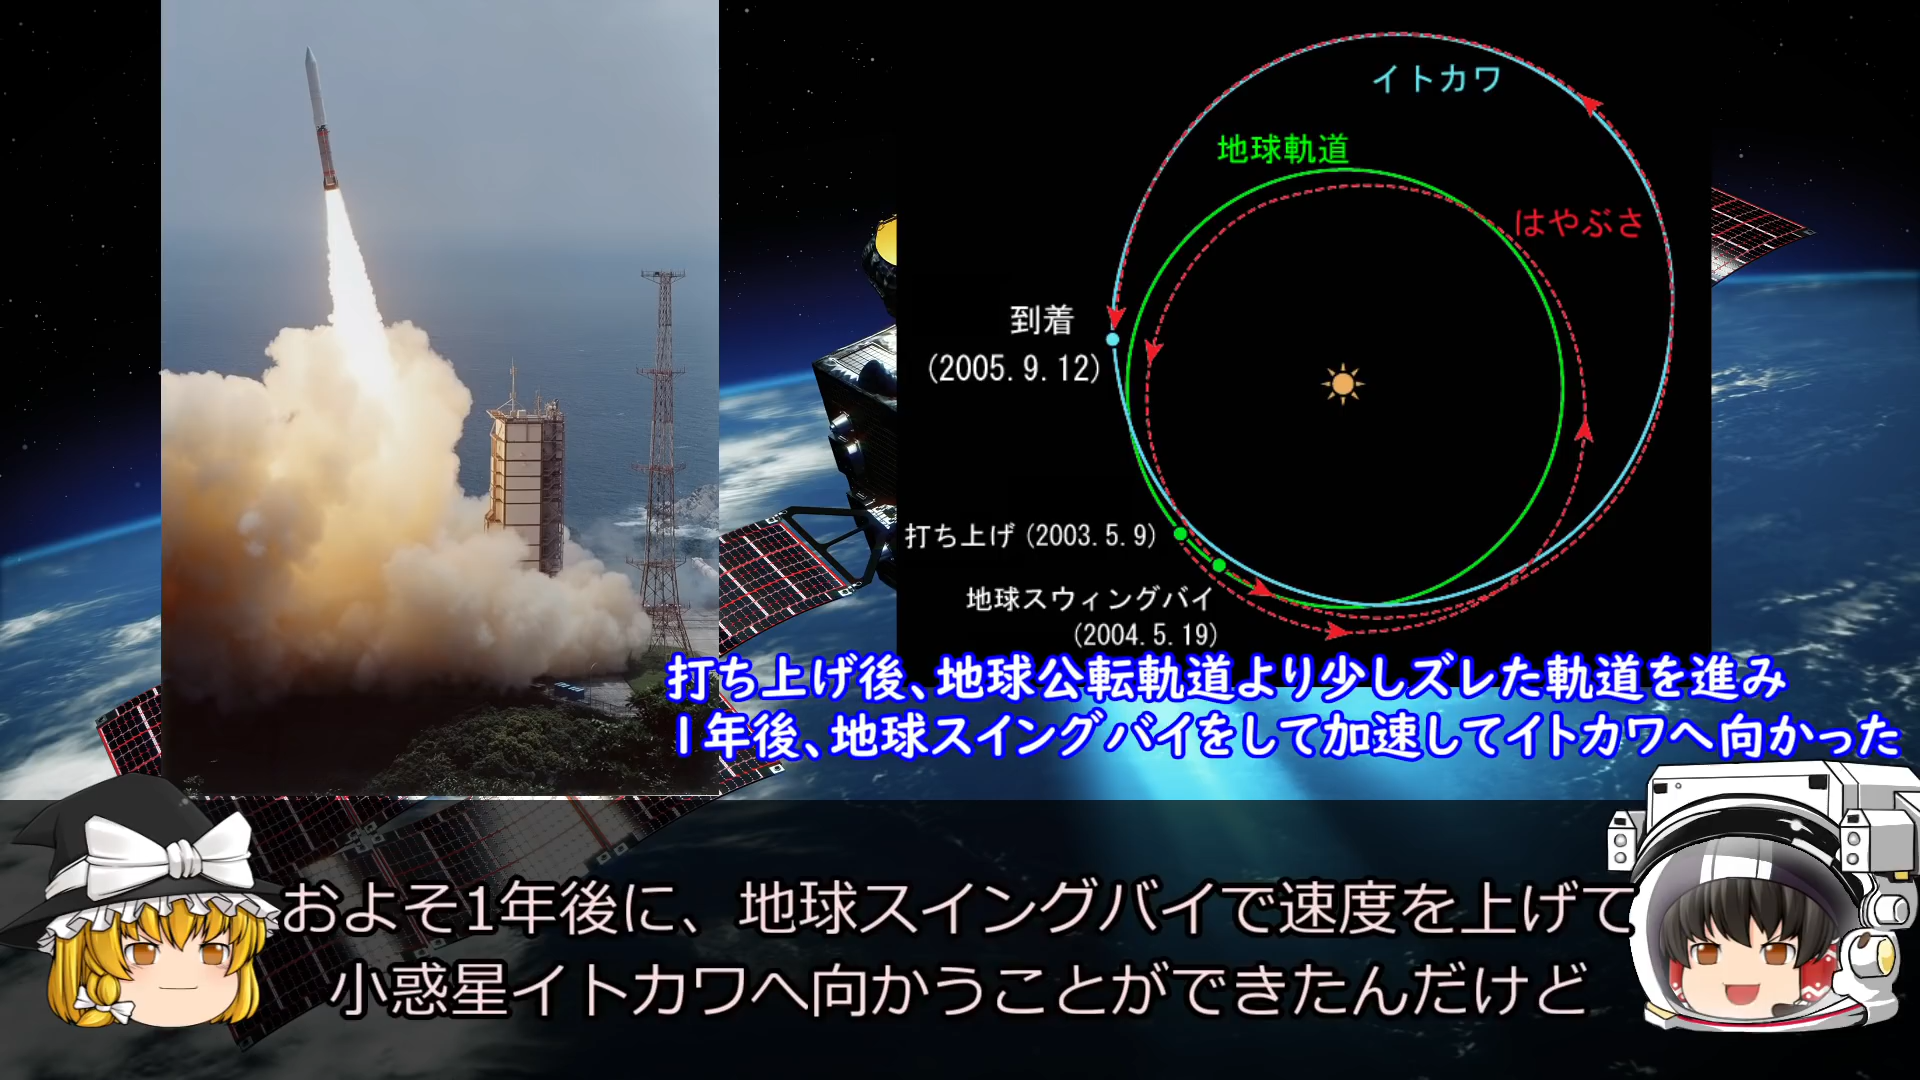 イトカワ
地球軌道
はやぶさ
到着
(2005.9.12)
打ち上げ(2003.5.9)
地球スウィングバイ
(2004.5.19)
打ち上げ後、地球公転軌道より少しズレた軌道を進み
1年後、地球スイングバイをして加速してイトカワへ向かった
およそ1年後に、地球スイングバイで速度を上げて
小惑星イトカワへ向かうことができたんだけど